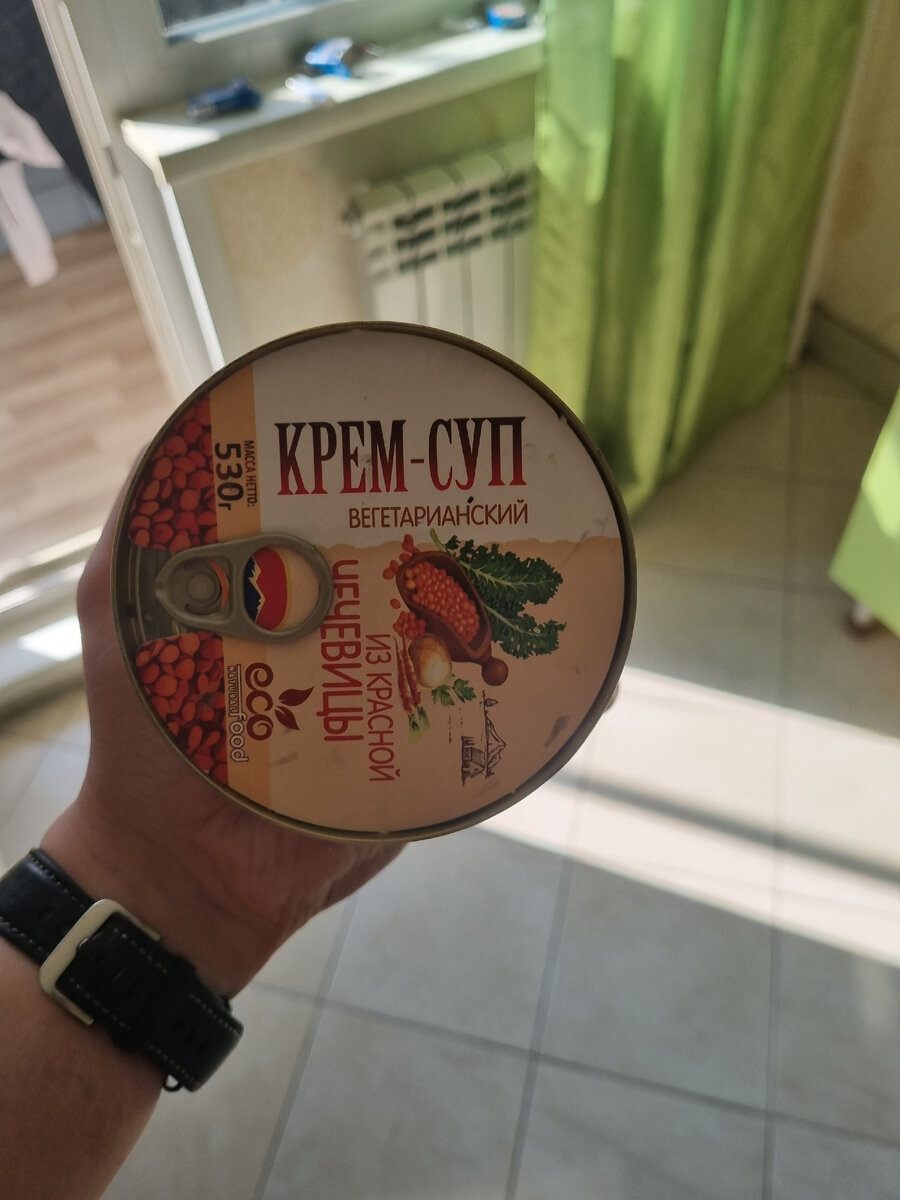 КРЕМ-СУП
ВЕГЕТАРИАНСКИЙ
ИЗ КРАСНОЙ
ЧЕЧЕВИЦЫ
МАССА НЕТТО:
530г
eco
NATURAL food